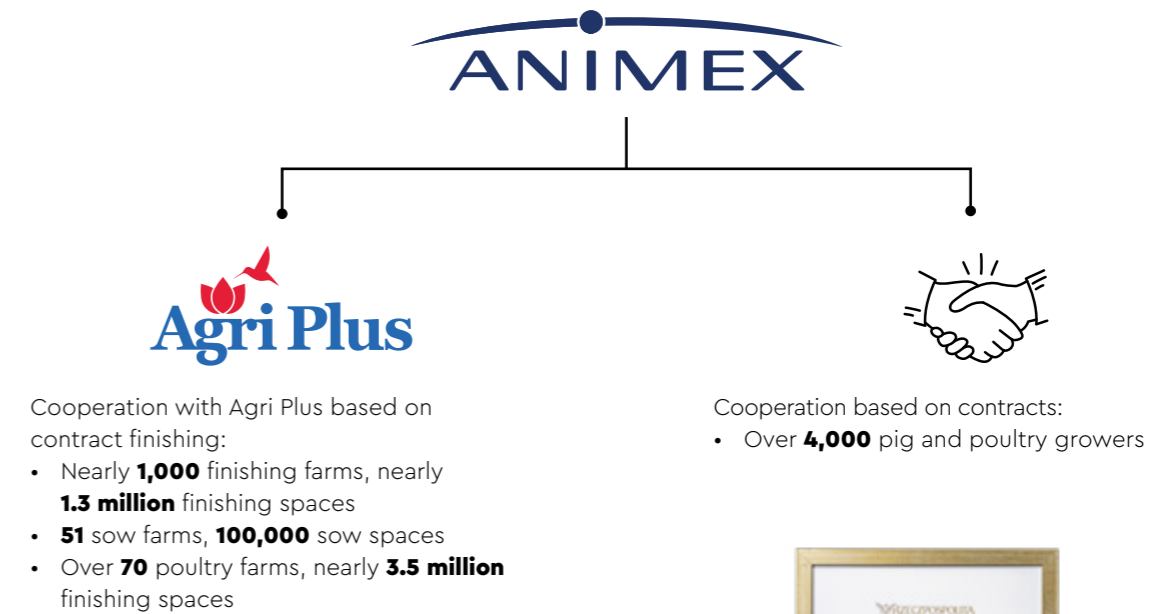 ANIMEX
Agri Plus
Cooperation with Agri Plus based on
contract finishing:
• Nearly 1,000 finishing farms, nearly
1.3 million finishing spaces
• 51 sow farms, 100,000 sow spaces
• Over 70 poultry farms, nearly 3.5 million
finishing spaces
Cooperation based on contracts:
• Over 4,000 pig and poultry growers
RZECZPOSPOLITA